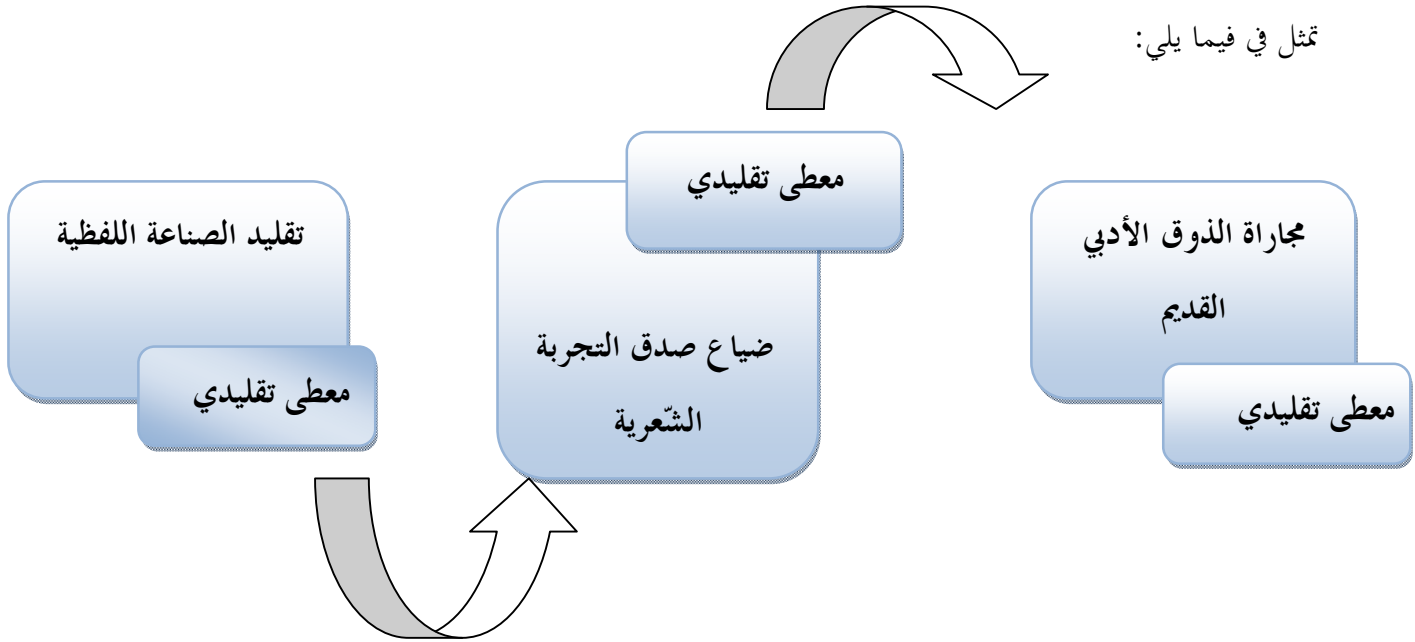 تمثل في فيما يلي:
مجاراة الذوق الأدبي
القديم
معطى تقليدي
معطى تقليدي
ضياع صدق التجربة
الشّعرية
تقليد الصناعة اللفظية
معطى تقليدي